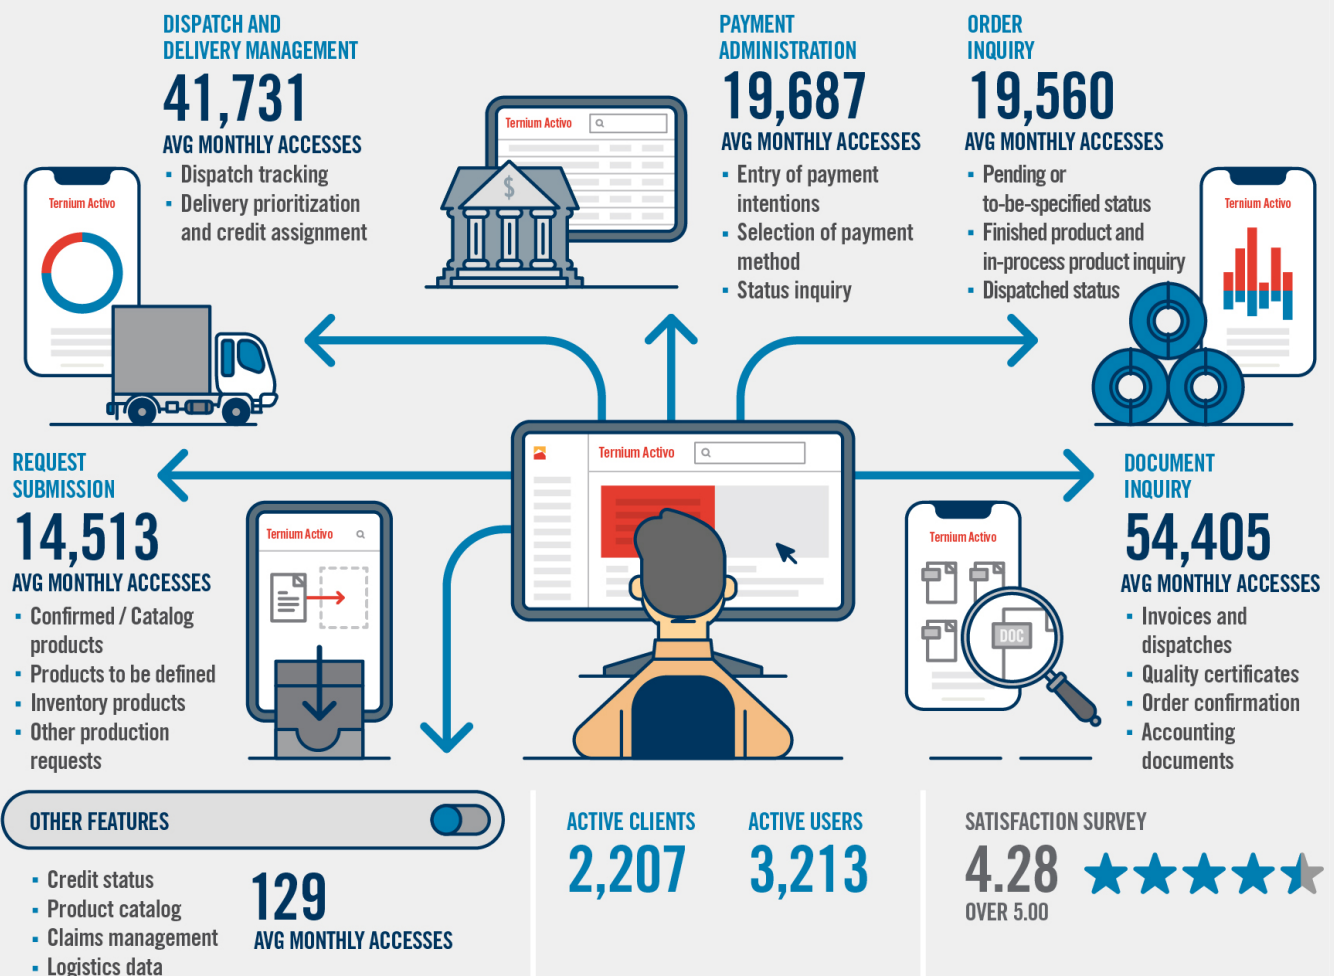 DISPATCH AND
DELIVERY MANAGEMENT
41,731
AVG MONTHLY ACCESSES
▪ Dispatch tracking
▪ Delivery prioritization
and credit assignment
Ternium Activo
Ternium Activo
$
PAYMENT
ADMINISTRATION
19,687
AVG MONTHLY ACCESSES
▪ Entry of payment
intentions
▪ Selection of payment
method
▪ Status inquiry
ORDER
INQUIRY
19,560
AVG MONTHLY ACCESSES
▪ Pending or
to-be-specified status
▪ Finished product and
in-process product inquiry
▪ Dispatched status
Ternium Activo
REQUEST
SUBMISSION
14,513
AVG MONTHLY ACCESSES
▪ Confirmed / Catalog
products
▪ Products to be defined
▪ Inventory products
▪ Other production
requests
Ternium Activo
Ternium Activo
Ternium Activo
DOC
DOCUMENT
INQUIRY
54,405
AVG MONTHLY ACCESSES
▪ Invoices and
dispatches
▪ Quality certificates
▪ Order confirmation
▪ Accounting
documents
OTHER FEATURES
▪ Credit status
▪ Product catalog
▪ Claims management
▪ Logistics data
129
AVG MONTHLY ACCESSES
ACTIVE CLIENTS
2,207
ACTIVE USERS
3,213
SATISFACTION SURVEY
4.28
OVER 5.00